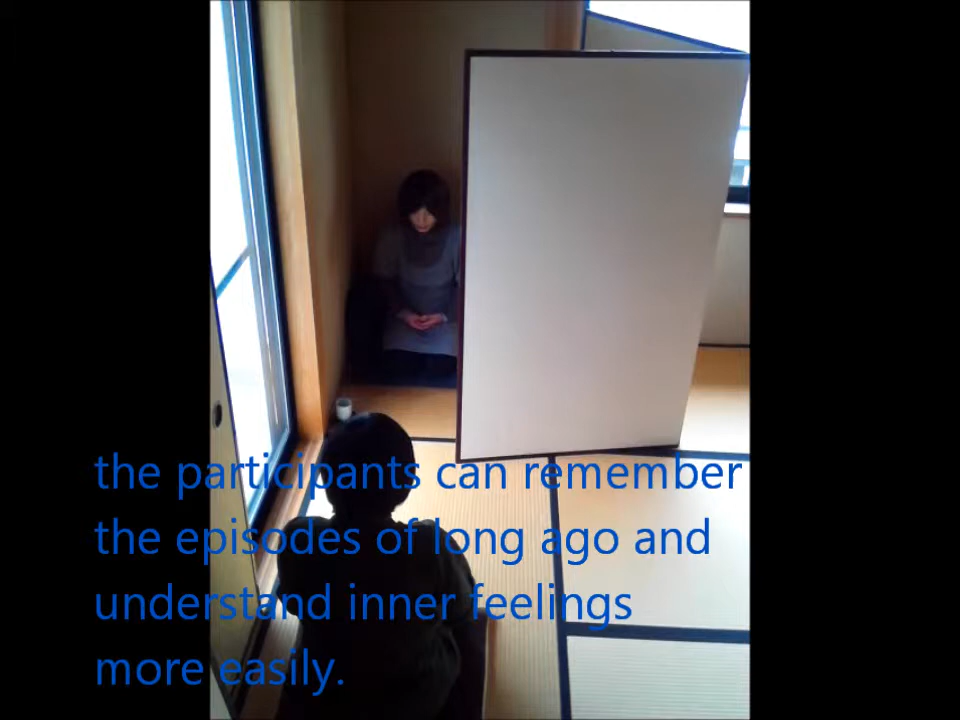 the participants can remember
the episodes of long ago and
understand inner feelings
more easily.